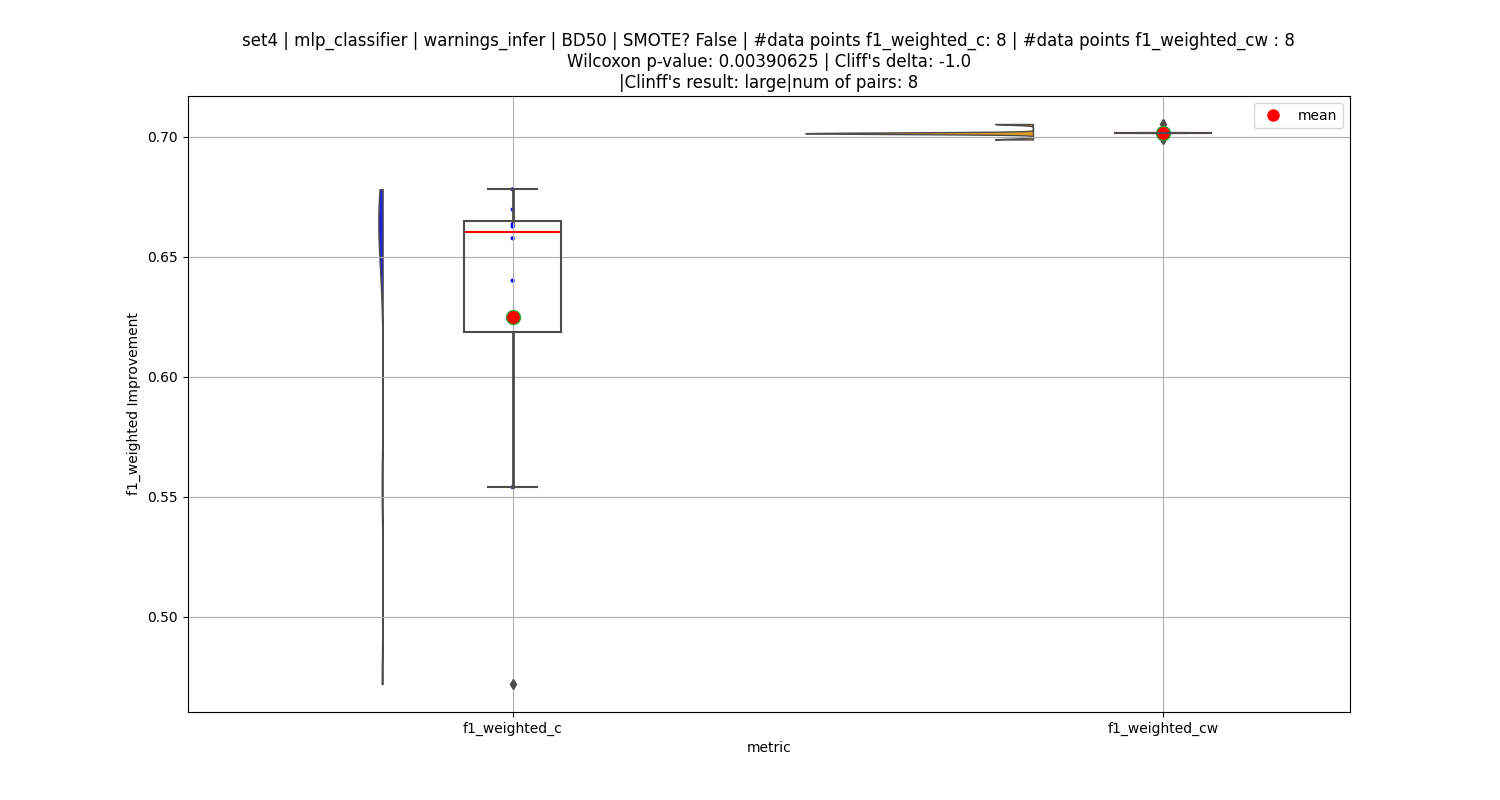 set4 | mlp_classifier | warnings_infer | BD50 | SMOTE? False | #data points f1_weighted_c: 8 | #data points f1_weighted_cw : 8
Wilcoxon p-value: 0.00390625 | Cliff's delta: -1.0
|Clinff's result: large|num of pairs: 8
mean
0.70
0.65
0.60
0.55
0.50
f1_weighted Improvement
f1_weighted_c
f1_weighted_cw
metric